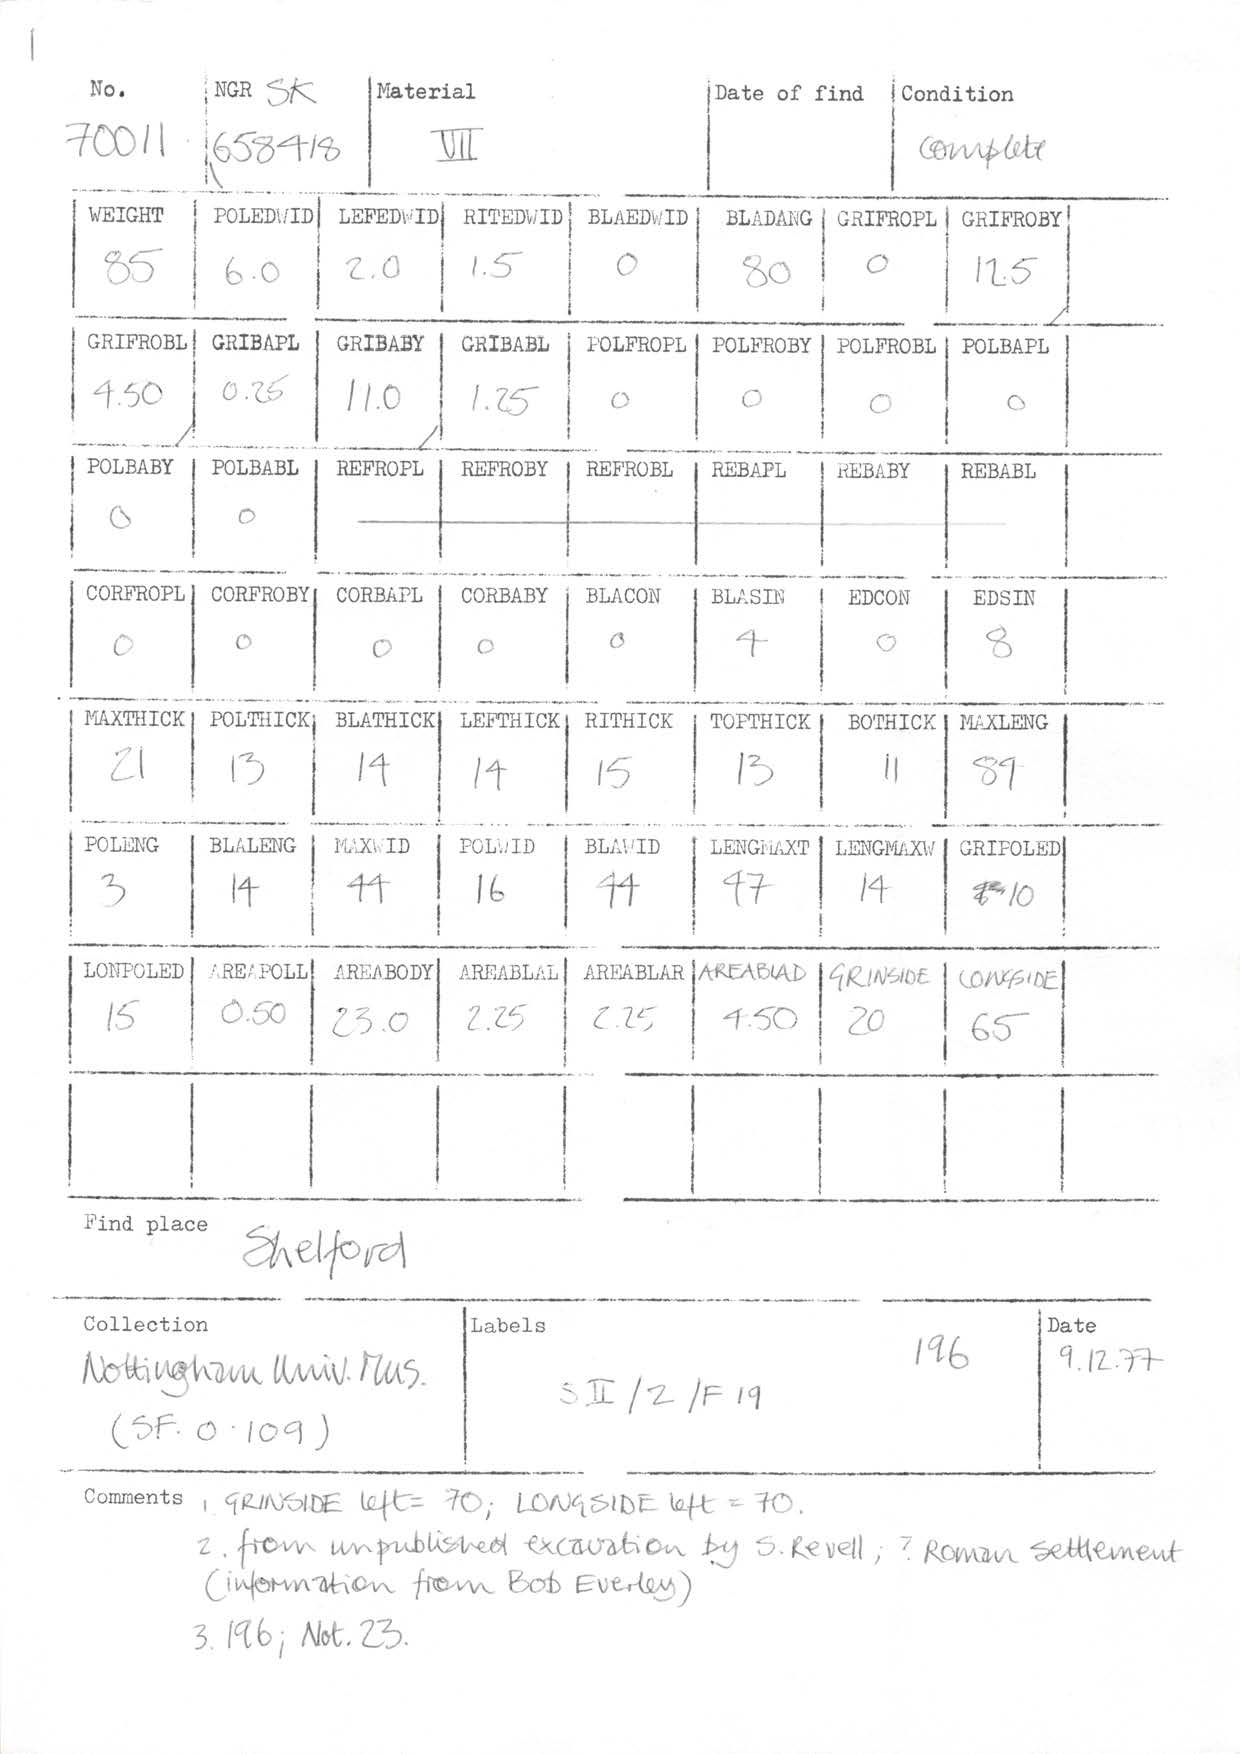 No. NGR SK Material Date of find Condition
70011 658418 VII complete
WEIGHT POLEDWID LEFEDWID RITEDWID BLAEDWID BLADANG GRIFROPL GRIFROBY
85 6.0 2.0 1.5 0 80 0 12.5
GRIFROBL GRIBAPL GRIBABY GRIBABL POLFROPL POLFROBY POLFROBL POLBAPL
4.50 0.25 11.0 1.25 0 0 0 0
POLBABY POLBABL REFROPL REFROBY REFROBL REBAPL REBABY REBABL
0 0
CORFROPL CORFROBY CORBAPL CORBABY BLACON BLASIN EDCON EDSIN
0 0 0 0 0 4 0 8
MAXTHICK POLTHICK BLATHICK LEFTHICK RITHICK TOPTHICK BOTHICK MAXLENG
21 13 14 14 15 13 11 89
POLENG BLALENG MAXWID POLWID BLAWID LENGMAXT LENGMAXW GRIPOLED
3 14 44 16 44 47 14 10
LONPOLED AREAPOLL AREABODY AREABLAL AREABLAR AREABLAD GRINSIDE LONGSIDE
15 0.50 23.0 2.25 2.25 4.50 20 65
Find place Shelford
Collection Labels 196 Date
Nottingham Univ. Mus. 9.12.77
(SF. 0.109) S II / 2 / F 19
Comments 1. GRINSIDE left = 70; LONGSIDE left = 70.
2. from unpublished excavation by S. Revell; ? Roman settlement
(information from Bob Everley)
3. 196; Not. 23.